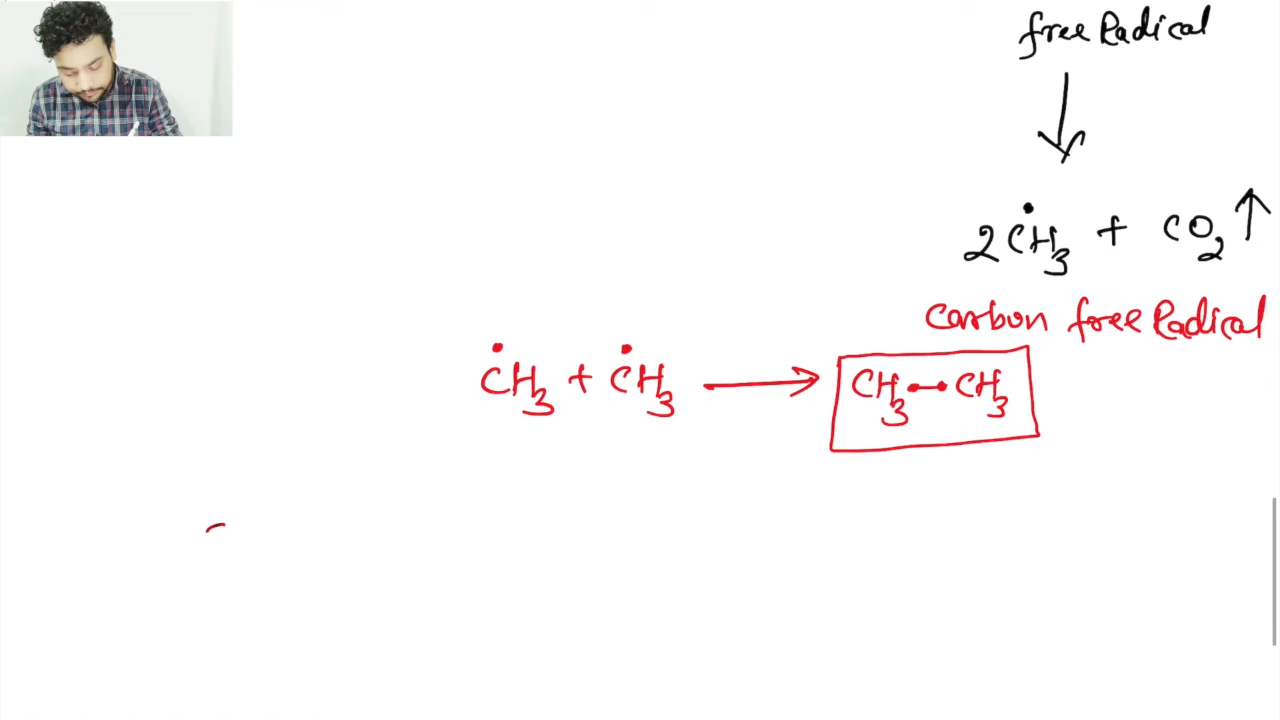 free Radical
2ĊH₃ + CO₂ ↑
Carbon free Radical
ĊH₃ + ĊH₃ ⟶ CH₃•–•CH₃